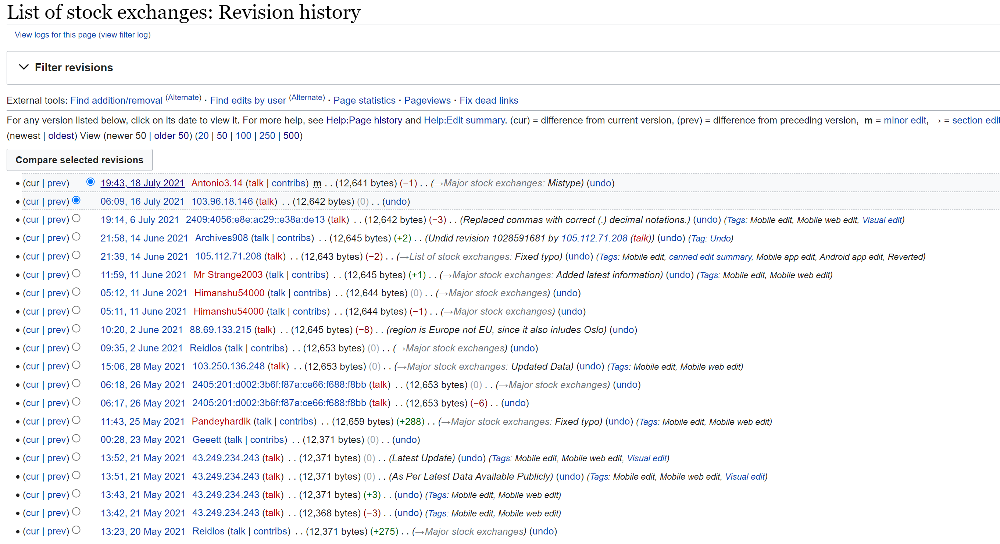 List of stock exchanges: Revision history
View logs for this page (view filter log)
Filter revisions
External tools: Find addition/removal (Alternate) · Find edits by user (Alternate) · Page statistics · Pageviews · Fix dead links
For any version listed below, click on its date to view it. For more help, see Help:Page history and Help:Edit summary. (cur) = difference from current version, (prev) = difference from preceding version, m = minor edit, → = section edit
(newest | oldest) View (newer 50 | older 50) (20 | 50 | 100 | 250 | 500)
Compare selected revisions
• (cur | prev) 19:43, 18 July 2021 Antonio3.14 (talk | contribs) m . . (12,641 bytes) (−1) . . (→Major stock exchanges: Mistype) (undo)
• (cur | prev) 06:09, 16 July 2021 103.96.18.146 (talk) . . (12,642 bytes) (0) . . (undo)
• (cur | prev) 19:14, 6 July 2021 2409:4056:e8e:ac29::e38a:de13 (talk) . . (12,642 bytes) (−3) . . (Replaced commas with correct (.) decimal notations.) (undo) (Tags: Mobile edit, Mobile web edit, Visual edit)
• (cur | prev) 21:58, 14 June 2021 Archives908 (talk | contribs) . . (12,645 bytes) (+2) . . (Undid revision 1028591681 by 105.112.71.208 (talk)) (undo) (Tag: Undo)
• (cur | prev) 21:39, 14 June 2021 105.112.71.208 (talk) . . (12,643 bytes) (−2) . . (→List of stock exchanges: Fixed typo) (undo) (Tags: Mobile edit, canned edit summary, Mobile app edit, Android app edit, Reverted)
• (cur | prev) 11:59, 11 June 2021 Mr Strange2003 (talk | contribs) . . (12,645 bytes) (+1) . . (→Major stock exchanges: Added latest information) (undo) (Tags: Mobile edit, Mobile web edit)
• (cur | prev) 05:12, 11 June 2021 Himanshu54000 (talk | contribs) . . (12,644 bytes) (0) . . (→Major stock exchanges) (undo)
• (cur | prev) 05:11, 11 June 2021 Himanshu54000 (talk | contribs) . . (12,644 bytes) (−1) . . (→Major stock exchanges) (undo)
• (cur | prev) 10:20, 2 June 2021 88.69.133.215 (talk) . . (12,645 bytes) (−8) . . (region is Europe not EU, since it also inludes Oslo) (undo)
• (cur | prev) 09:35, 2 June 2021 Reidlos (talk | contribs) . . (12,653 bytes) (0) . . (→Major stock exchanges) (undo)
• (cur | prev) 15:06, 28 May 2021 103.250.136.248 (talk) . . (12,653 bytes) (0) . . (→Major stock exchanges: Updated Data) (undo) (Tags: Mobile edit, Mobile web edit)
• (cur | prev) 06:18, 26 May 2021 2405:201:d002:3b6f:f87a:ce66:f688:f8bb (talk) . . (12,653 bytes) (0) . . (→Major stock exchanges) (undo)
• (cur | prev) 06:17, 26 May 2021 2405:201:d002:3b6f:f87a:ce66:f688:f8bb (talk) . . (12,653 bytes) (−6) . . (undo)
• (cur | prev) 11:43, 25 May 2021 Pandeyhardik (talk | contribs) . . (12,659 bytes) (+288) . . (→Major stock exchanges: Fixed typo) (undo) (Tags: Mobile edit, Mobile web edit)
• (cur | prev) 00:28, 23 May 2021 Geeett (talk | contribs) . . (12,371 bytes) (0) . . (undo)
• (cur | prev) 13:52, 21 May 2021 43.249.234.243 (talk) . . (12,371 bytes) (0) . . (Latest Update) (undo) (Tags: Mobile edit, Mobile web edit, Visual edit)
• (cur | prev) 13:51, 21 May 2021 43.249.234.243 (talk) . . (12,371 bytes) (0) . . (As Per Latest Data Available Publicly) (undo) (Tags: Mobile edit, Mobile web edit, Visual edit)
• (cur | prev) 13:43, 21 May 2021 43.249.234.243 (talk) . . (12,371 bytes) (+3) . . (undo) (Tags: Mobile edit, Mobile web edit)
• (cur | prev) 13:42, 21 May 2021 43.249.234.243 (talk) . . (12,368 bytes) (−3) . . (undo) (Tags: Mobile edit, Mobile web edit)
• (cur | prev) 13:23, 20 May 2021 Reidlos (talk | contribs) . . (12,371 bytes) (+275) . . (→Major stock exchanges) (undo)